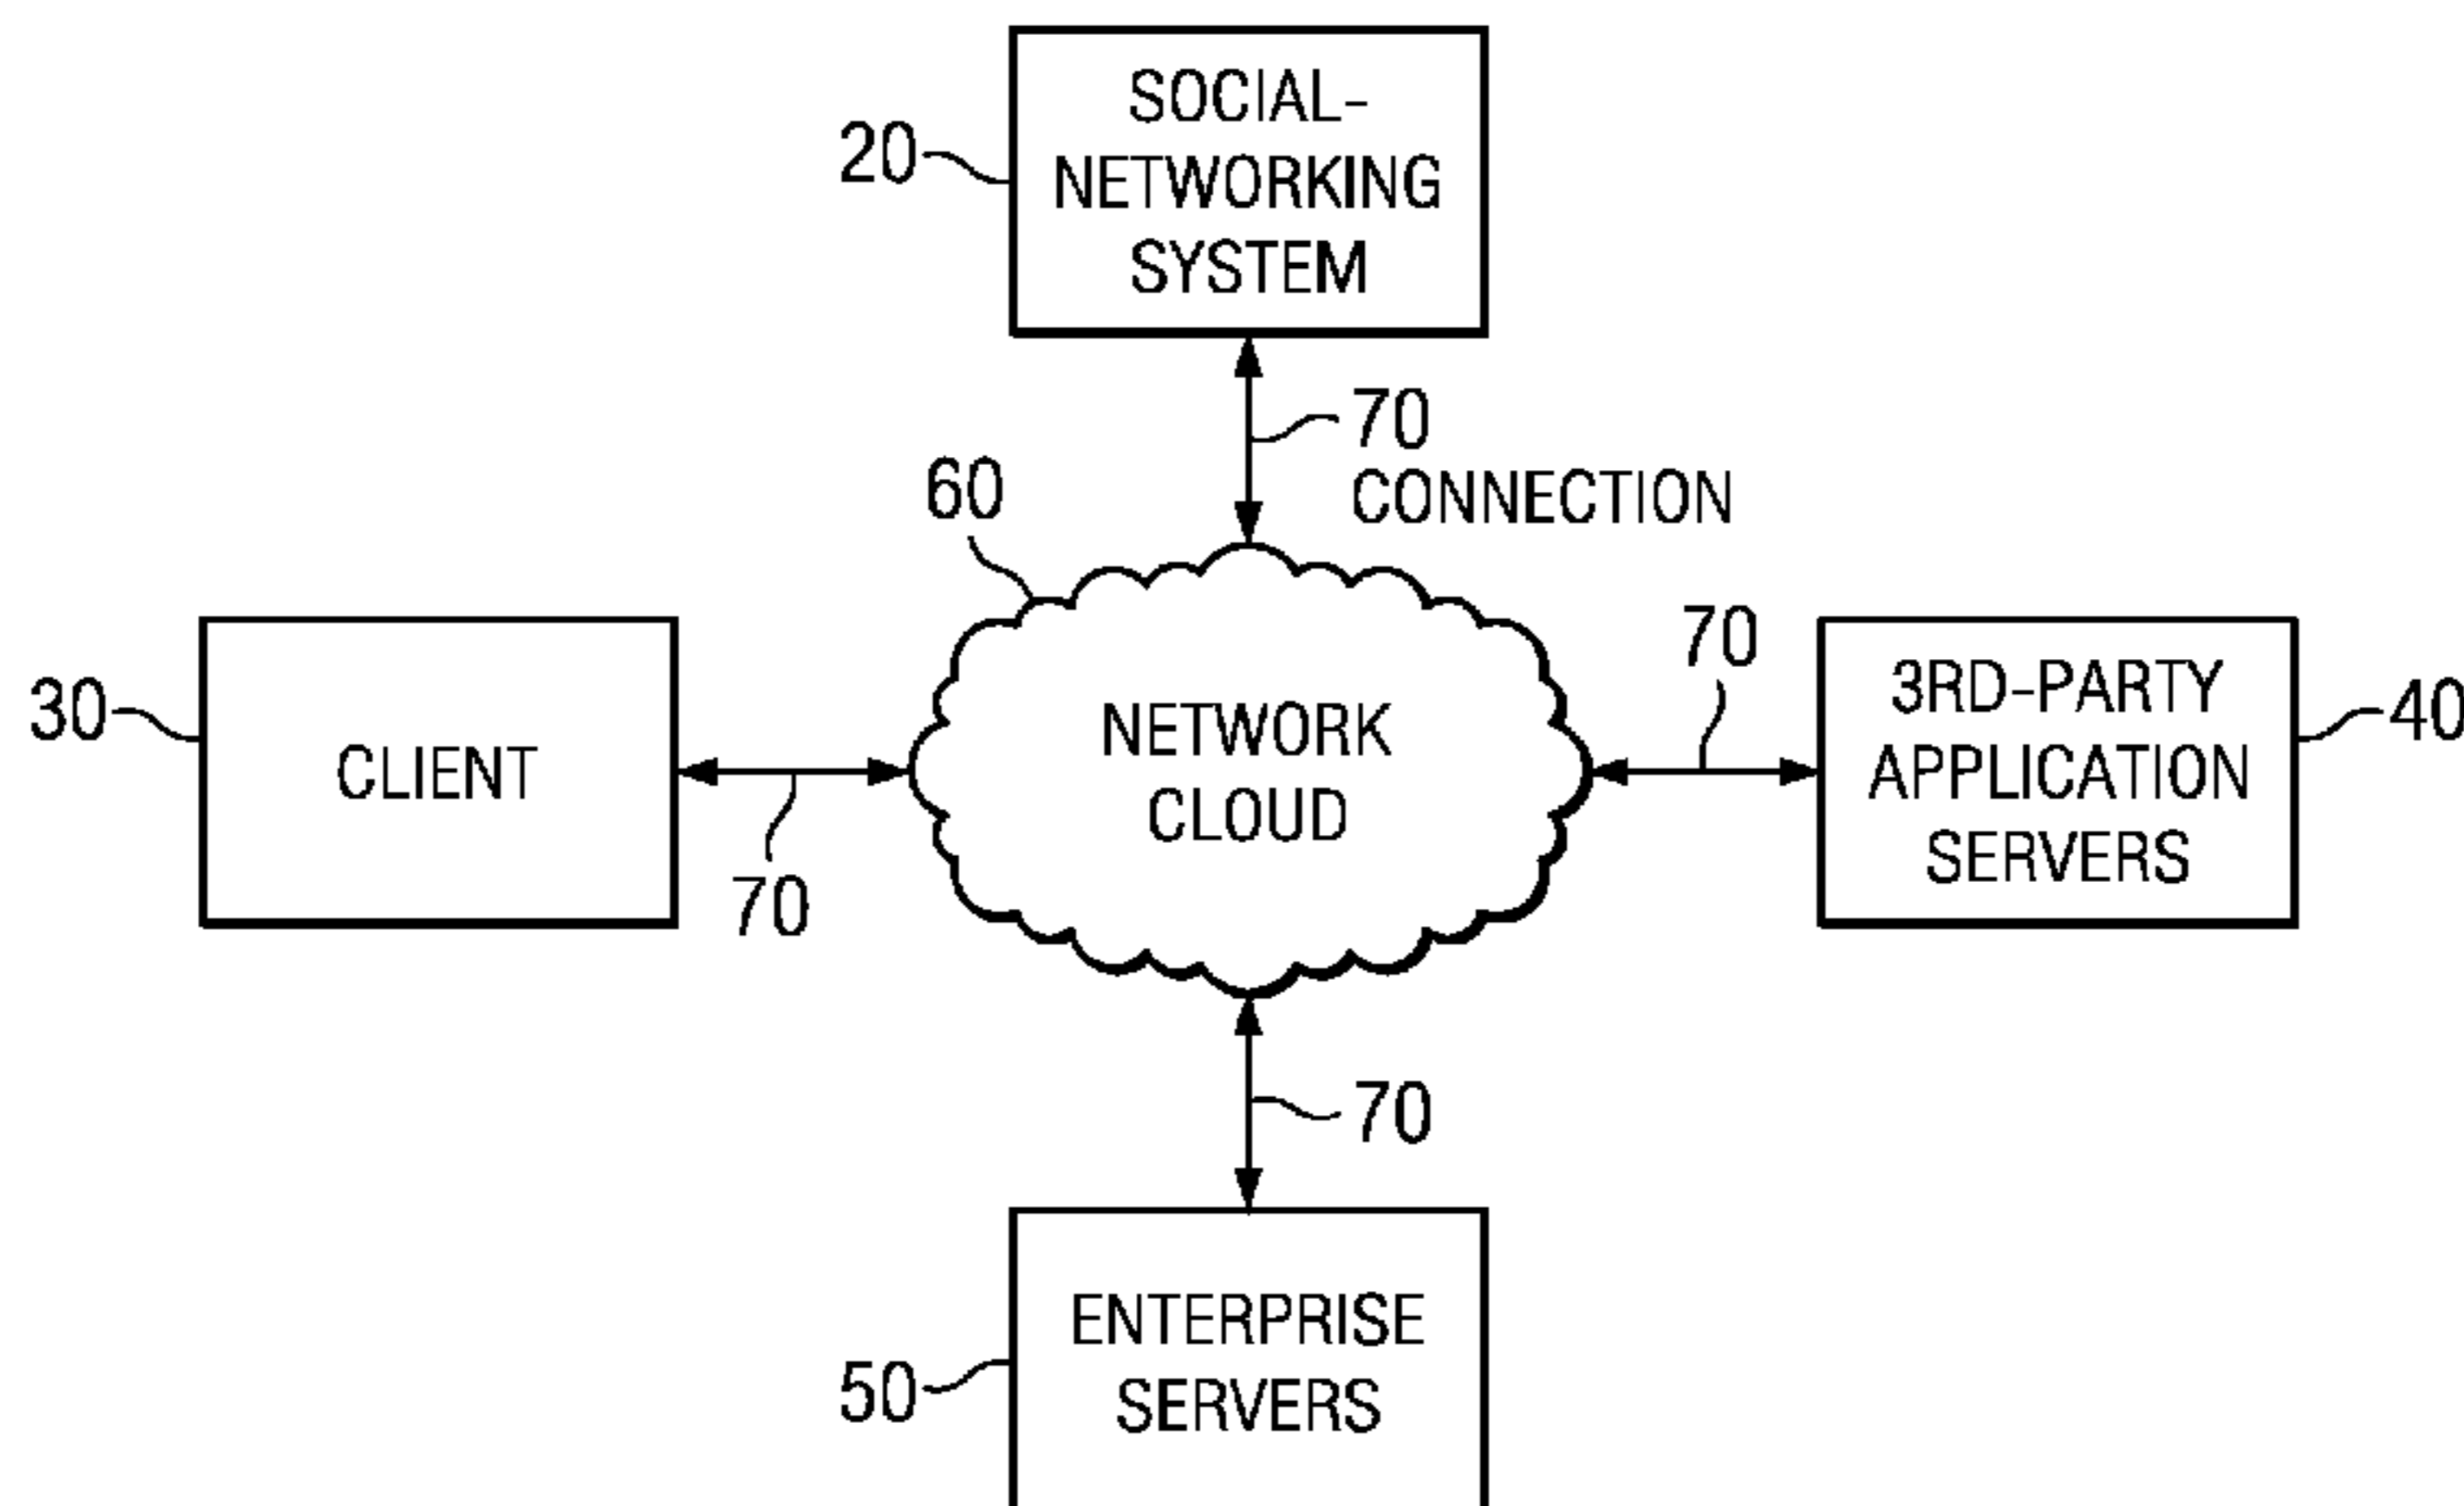 SOCIAL-
NETWORKING
SYSTEM
20
70
CONNECTION
60
30
CLIENT
70
NETWORK
CLOUD
70
3RD-PARTY
APPLICATION
SERVERS
40
70
50
ENTERPRISE
SERVERS